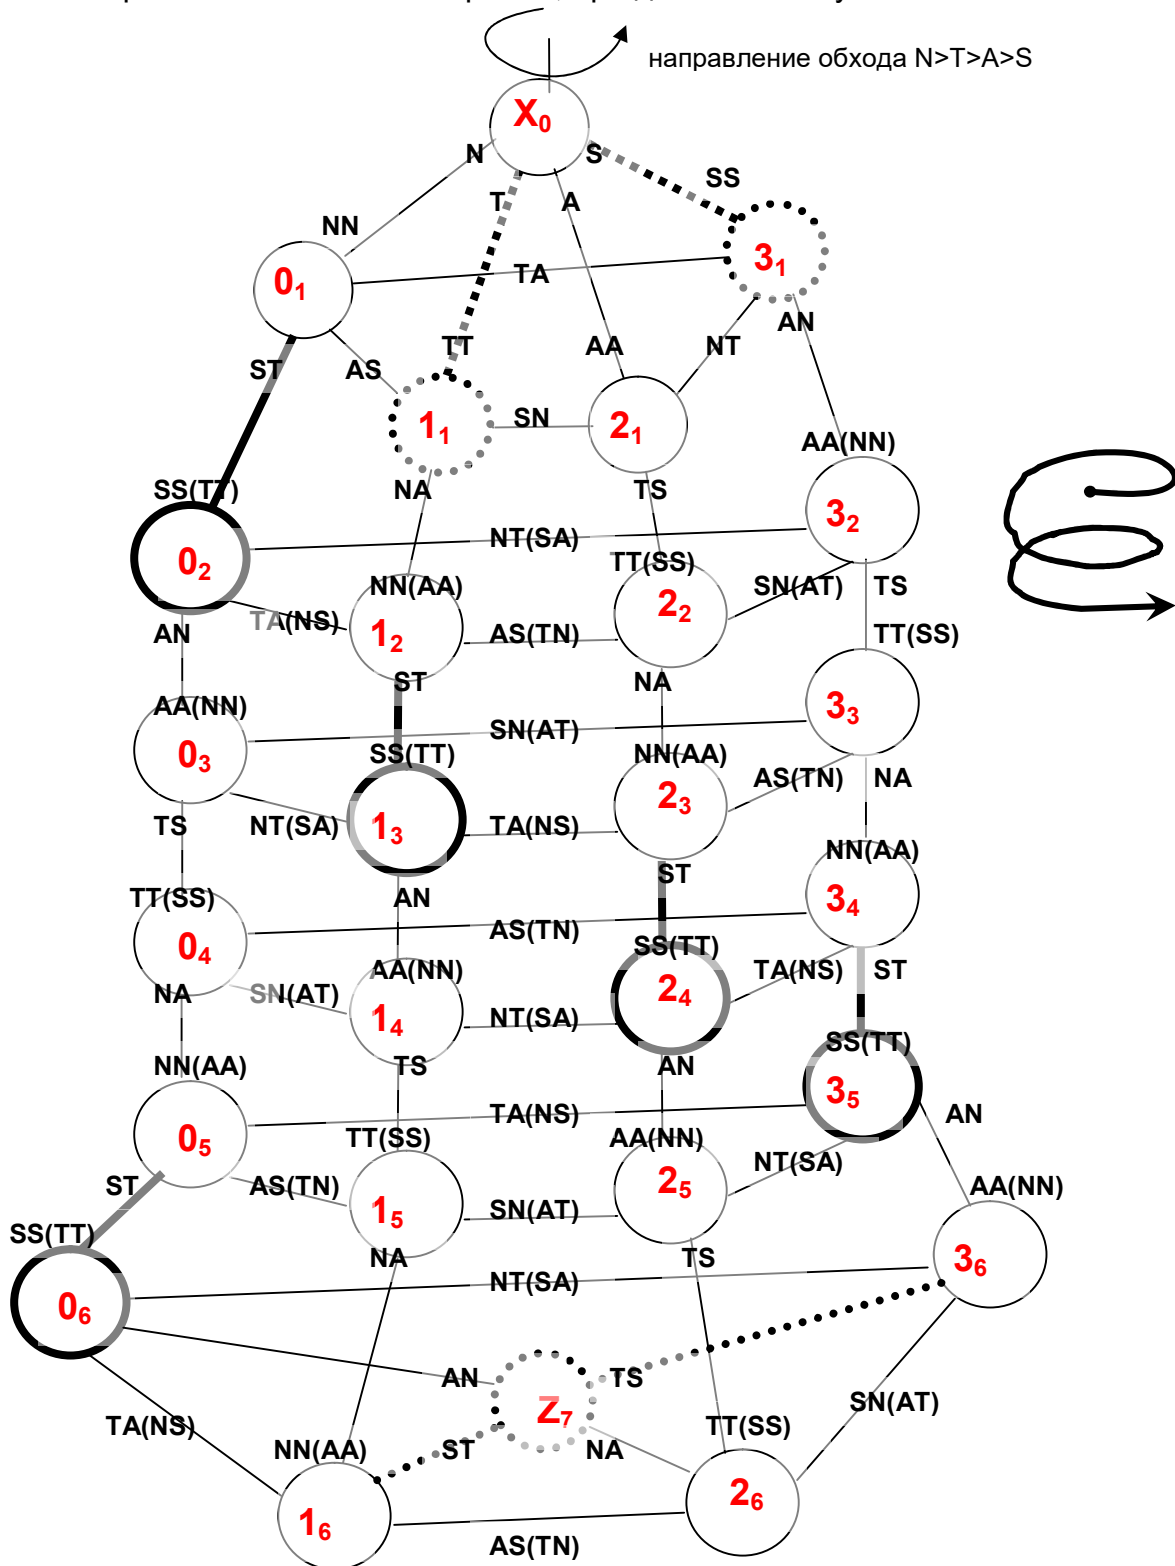 направление обхода N>T>A>S
X0
N S
T A SS
NN
31
01 TA
AN
TT AA NT
ST AS
11 SN 21
AA(NN)
SS(TT) NA TS
32
NT(SA)
02 TT(SS)
NN(AA) SN(AT) TS
22
TA(NS)
AN 12 AS(TN) TT(SS)
ST NA
AA(NN) 33
SN(AT)
03 SS(TT) NN(AA)
AS(TN) NA
23
TS NT(SA) 13 TA(NS)
NN(AA)
ST
TT(SS) AN 34
AS(TN)
04 SS(TT)
AA(NN) TA(NS) ST
24
NA SN(AT)
14 NT(SA)
SS(TT)
NN(AA) TS AN
35
TA(NS) AN
05 TT(SS) AA(NN)
NT(SA)
ST AS(TN) 25 AA(NN)
15 SN(AT)
SS(TT)
NA TS
36
NT(SA)
06
AN TS
Z7 SN(AT)
TA(NS) TT(SS)
NN(AA) ST NA
26
16
AS(TN)